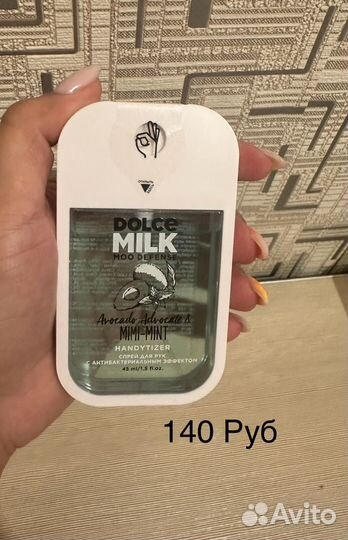 открыть
DOLCE
MILK
MOO DEFENSE
Avocado Advocate &
MIMI-MINT
HANDYTIZER
СПРЕЙ ДЛЯ РУК
С АНТИБАКТЕРИАЛЬНЫМ ЭФФЕКТОМ
45 ml/1.5 fl.oz.
140 Руб
Avito